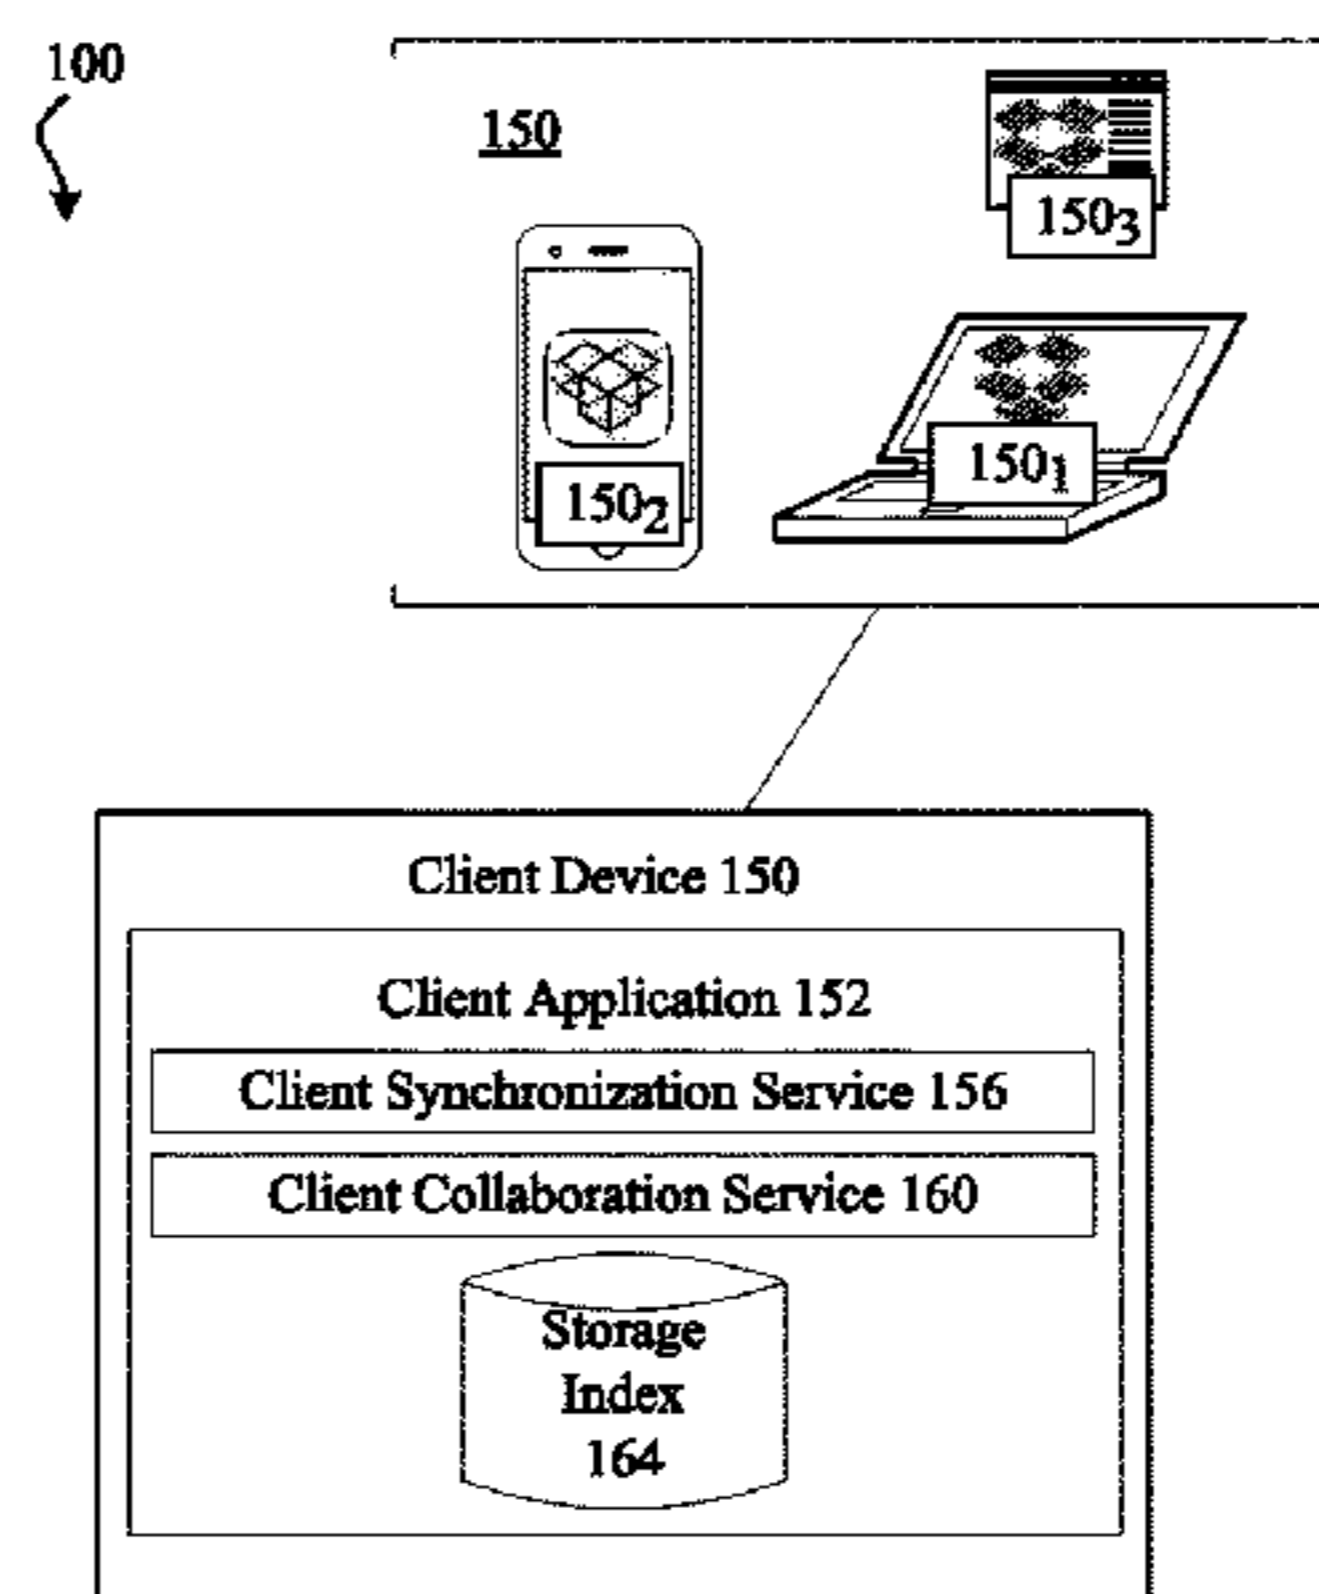 100
150
150₃
150₁
150₂
Client Device 150
Client Application 152
Client Synchronization Service 156
Client Collaboration Service 160
Storage
Index
164